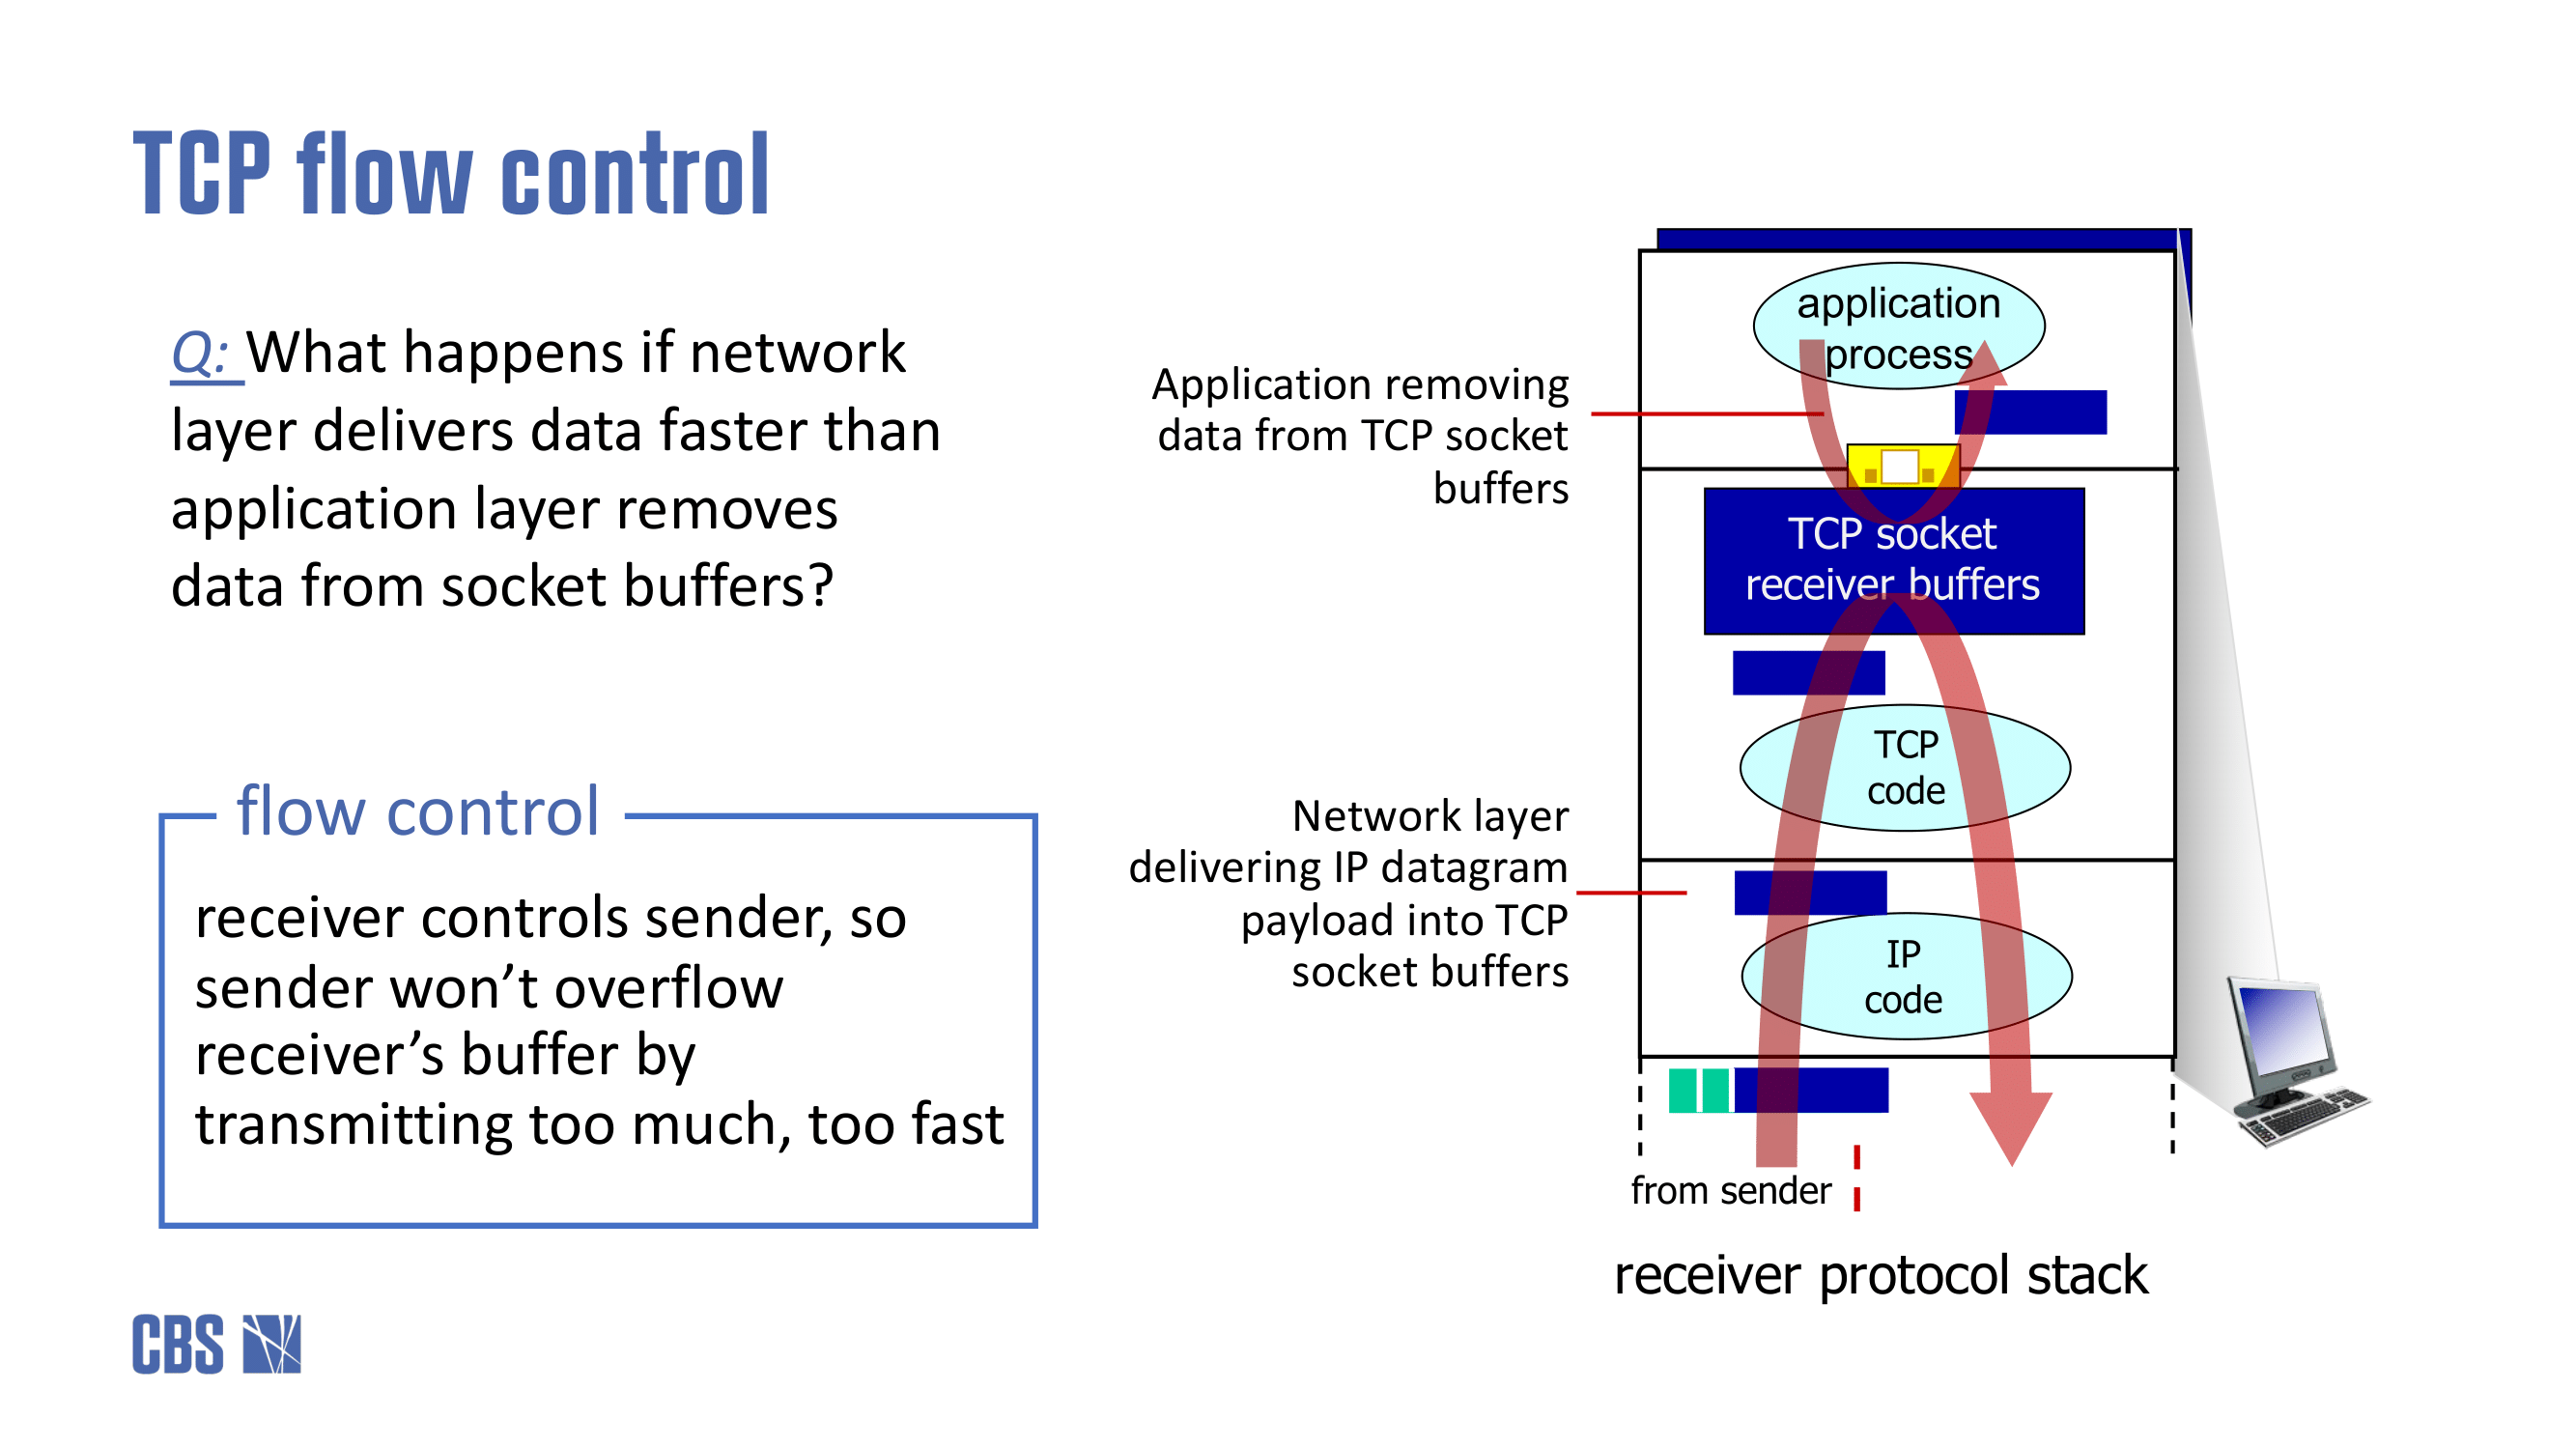 TCP flow control
Q: What happens if network
layer delivers data faster than
application layer removes
data from socket buffers?
flow control
receiver controls sender, so
sender won’t overflow
receiver’s buffer by
transmitting too much, too fast
Application removing
data from TCP socket
buffers
Network layer
delivering IP datagram
payload into TCP
socket buffers
application
process
TCP socket
receiver buffers
TCP
code
IP
code
from sender
receiver protocol stack
CBS